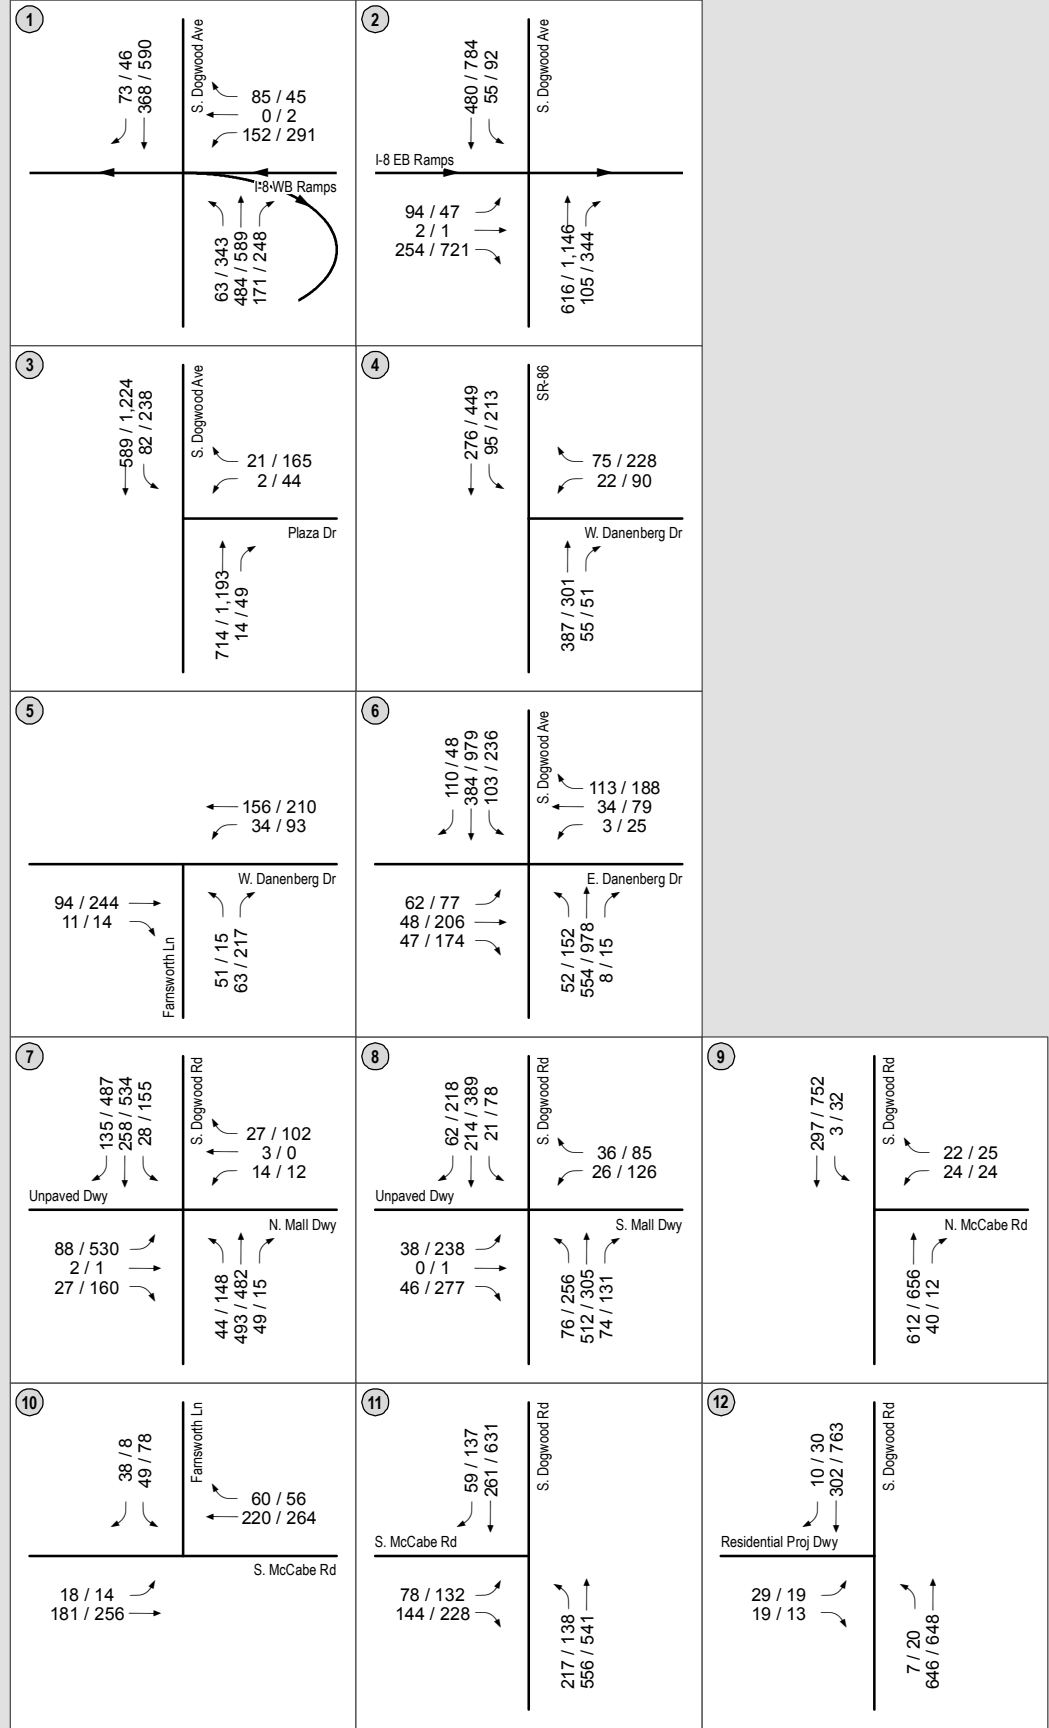 1
73 / 46
368 / 590
S. Dogwood Ave
85 / 45
0 / 2
152 / 291
I-8 WB Ramps
63 / 343
484 / 589
171 / 248
2
480 / 784
55 / 92
S. Dogwood Ave
I-8 EB Ramps
94 / 47
2 / 1
254 / 721
616 / 1,146
105 / 344
3
589 / 1,224
82 / 238
S. Dogwood Ave
21 / 165
2 / 44
Plaza Dr
714 / 1,193
14 / 49
4
276 / 449
95 / 213
SR-86
75 / 228
22 / 90
W. Danenberg Dr
387 / 301
55 / 51
5
156 / 210
34 / 93
W. Danenberg Dr
94 / 244
11 / 14
Farnsworth Ln
51 / 15
63 / 217
6
110 / 48
384 / 979
103 / 236
S. Dogwood Ave
113 / 188
34 / 79
3 / 25
E. Danenberg Dr
62 / 77
48 / 206
47 / 174
52 / 152
554 / 978
8 / 15
7
135 / 487
258 / 534
28 / 155
S. Dogwood Rd
27 / 102
3 / 0
14 / 12
Unpaved Dwy
N. Mall Dwy
88 / 530
2 / 1
27 / 160
44 / 148
493 / 482
49 / 15
8
62 / 218
214 / 389
21 / 78
S. Dogwood Rd
36 / 85
26 / 126
Unpaved Dwy
S. Mall Dwy
38 / 238
0 / 1
46 / 277
76 / 256
512 / 305
74 / 131
9
297 / 752
3 / 32
S. Dogwood Rd
22 / 25
24 / 24
N. McCabe Rd
612 / 656
40 / 12
10
38 / 8
49 / 78
Farnsworth Ln
60 / 56
220 / 264
S. McCabe Rd
18 / 14
181 / 256
11
59 / 137
261 / 631
S. Dogwood Rd
S. McCabe Rd
78 / 132
144 / 228
217 / 138
556 / 541
12
10 / 30
302 / 763
S. Dogwood Rd
Residential Proj Dwy
29 / 19
19 / 13
7 / 20
646 / 648